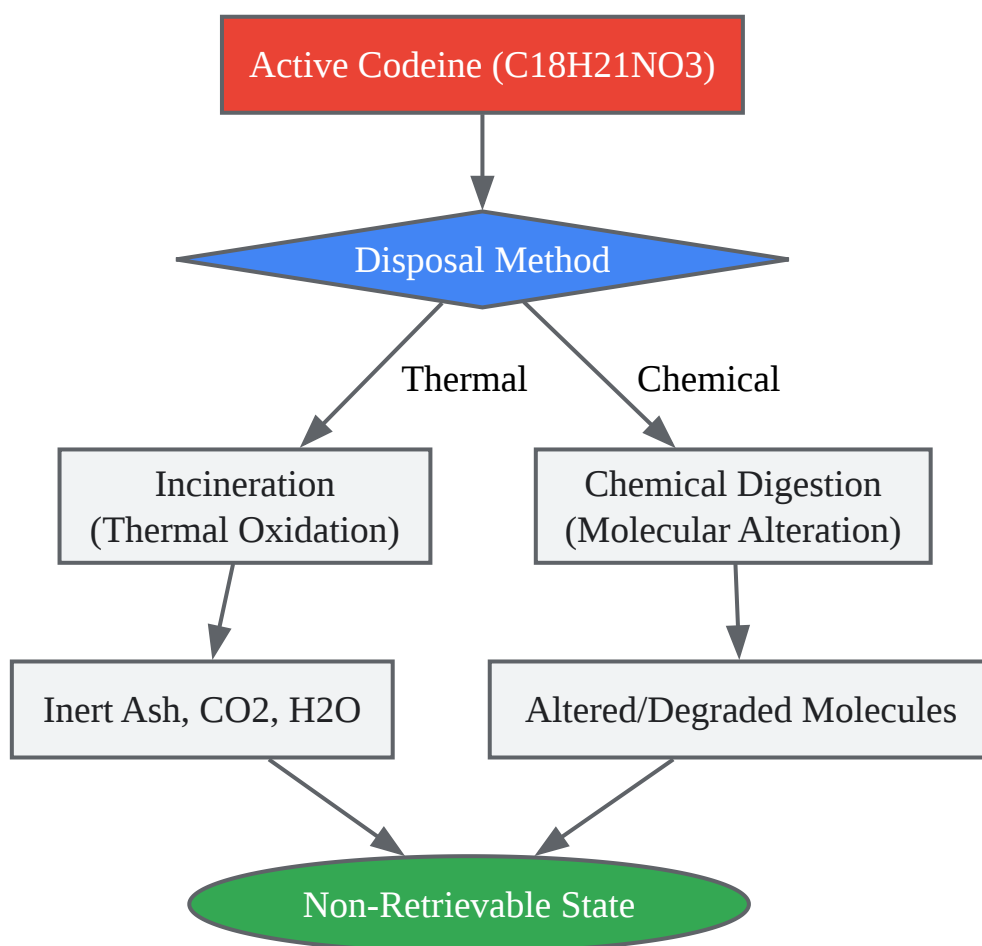 Active Codeine (C18H21NO3)
Disposal Method
Thermal
Chemical
Incineration
(Thermal Oxidation)
Chemical Digestion
(Molecular Alteration)
Inert Ash, CO2, H2O
Altered/Degraded Molecules
Non-Retrievable State